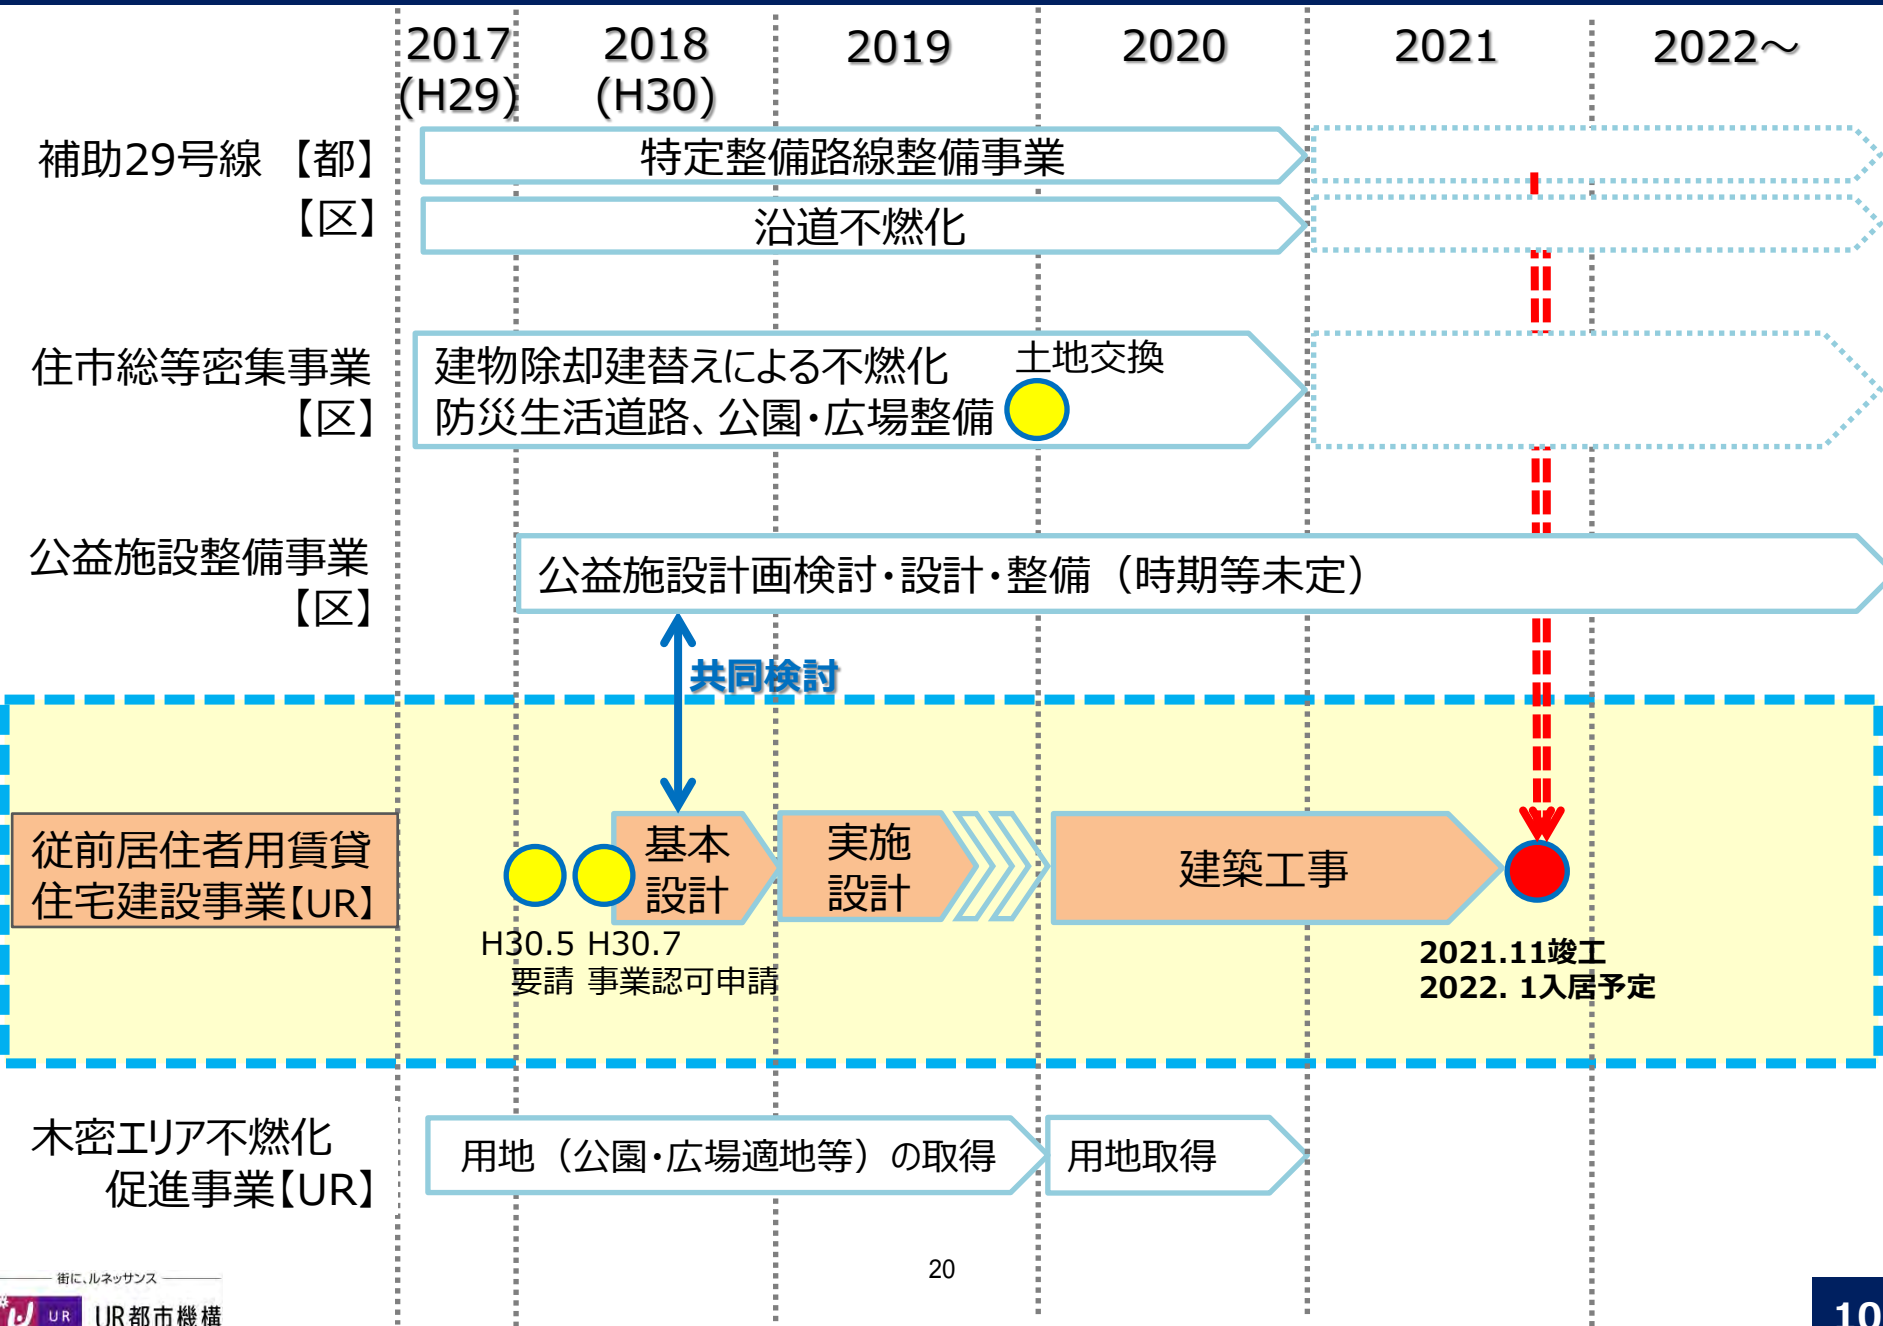 2017
(H29)
2018
(H30)
2019
2020
2021
2022～
補助29号線 【都】
特定整備路線整備事業
【区】
沿道不燃化
住市総等密集事業
【区】
建物除却建替えによる不燃化
防災生活道路、公園・広場整備
土地交換
公益施設整備事業
【区】
公益施設計画検討・設計・整備（時期等未定）
共同検討
従前居住者用賃貸
住宅建設事業【UR】
基本
設計
実施
設計
建築工事
H30.5 H30.7
要請 事業認可申請
2021.11竣工
2022. 1入居予定
木密エリア不燃化
促進事業【UR】
用地（公園・広場適地等）の取得
用地取得
20
街に、ルネッサンス
UR
UR都市機構
10